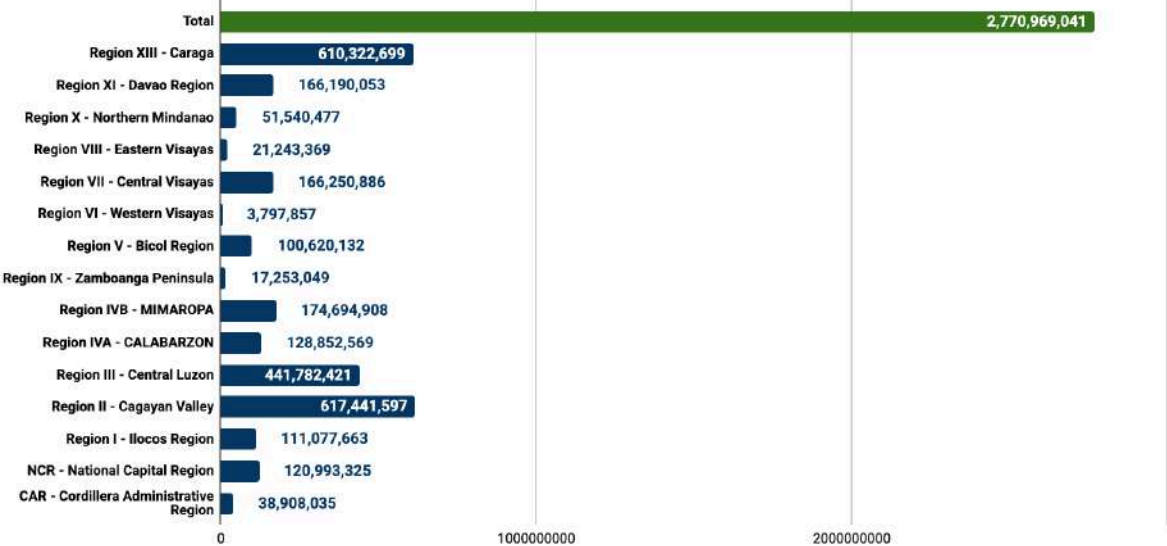 Total 2,770,969,041
Region XIII - Caraga 610,322,699
Region XI - Davao Region 166,190,053
Region X - Northern Mindanao 51,540,477
Region VIII - Eastern Visayas 21,243,369
Region VII - Central Visayas 166,250,886
Region VI - Western Visayas 3,797,857
Region V - Bicol Region 100,620,132
Region IX - Zamboanga Peninsula 17,253,049
Region IVB - MIMAROPA 174,694,908
Region IVA - CALABARZON 128,852,569
Region III - Central Luzon 441,782,421
Region II - Cagayan Valley 617,441,597
Region I - Ilocos Region 111,077,663
NCR - National Capital Region 120,993,325
CAR - Cordillera Administrative
Region 38,908,035
0 1000000000 2000000000